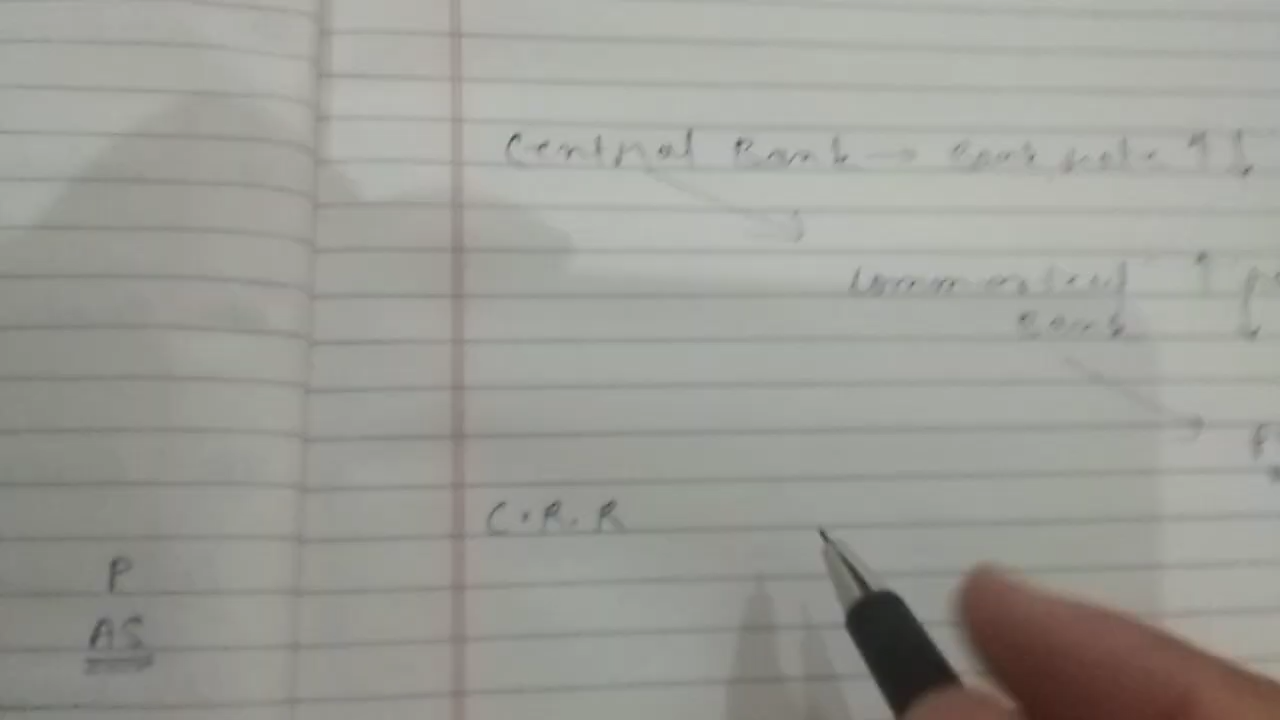 Central Bank → Bank rate ↑ ↓
Commercial ↑
Bank
C.R.R
P
AS